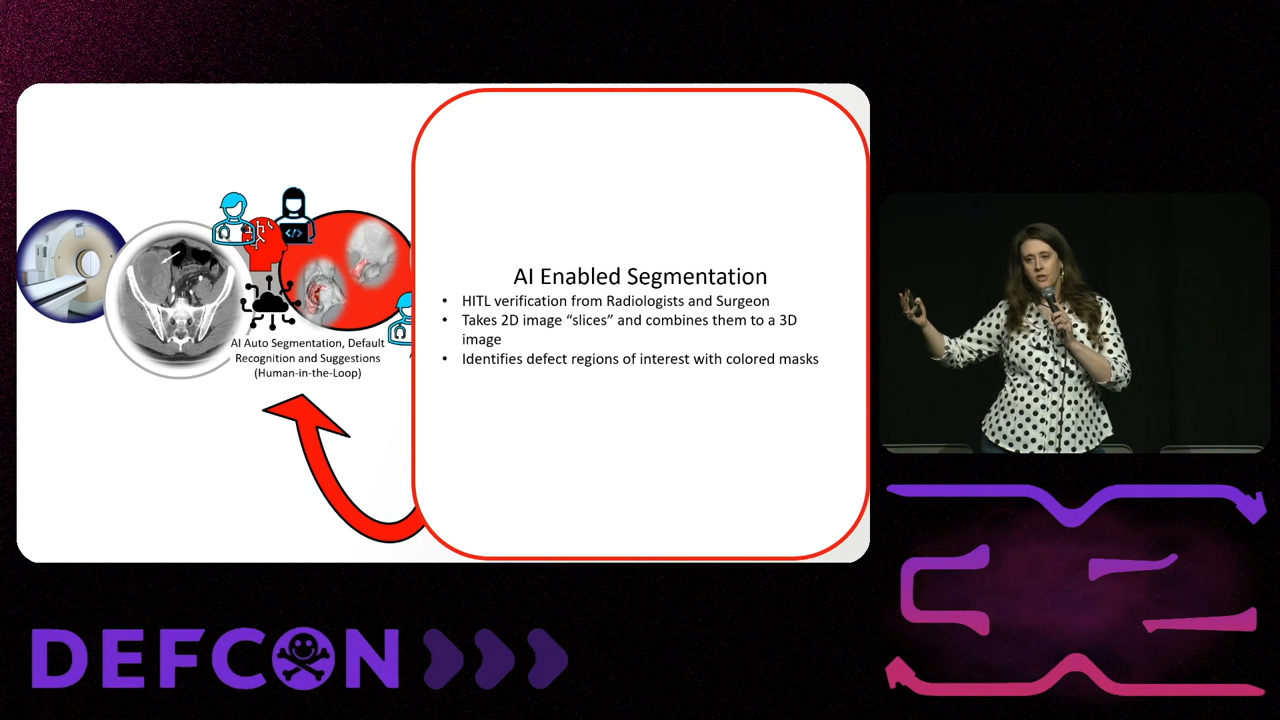 AI Auto Segmentation, Default
Recognition and Suggestions
(Human-in-the-Loop)
AI Enabled Segmentation
• HITL verification from Radiologists and Surgeon
• Takes 2D image “slices” and combines them to a 3D
image
• Identifies defect regions of interest with colored masks
</>
DEFCON